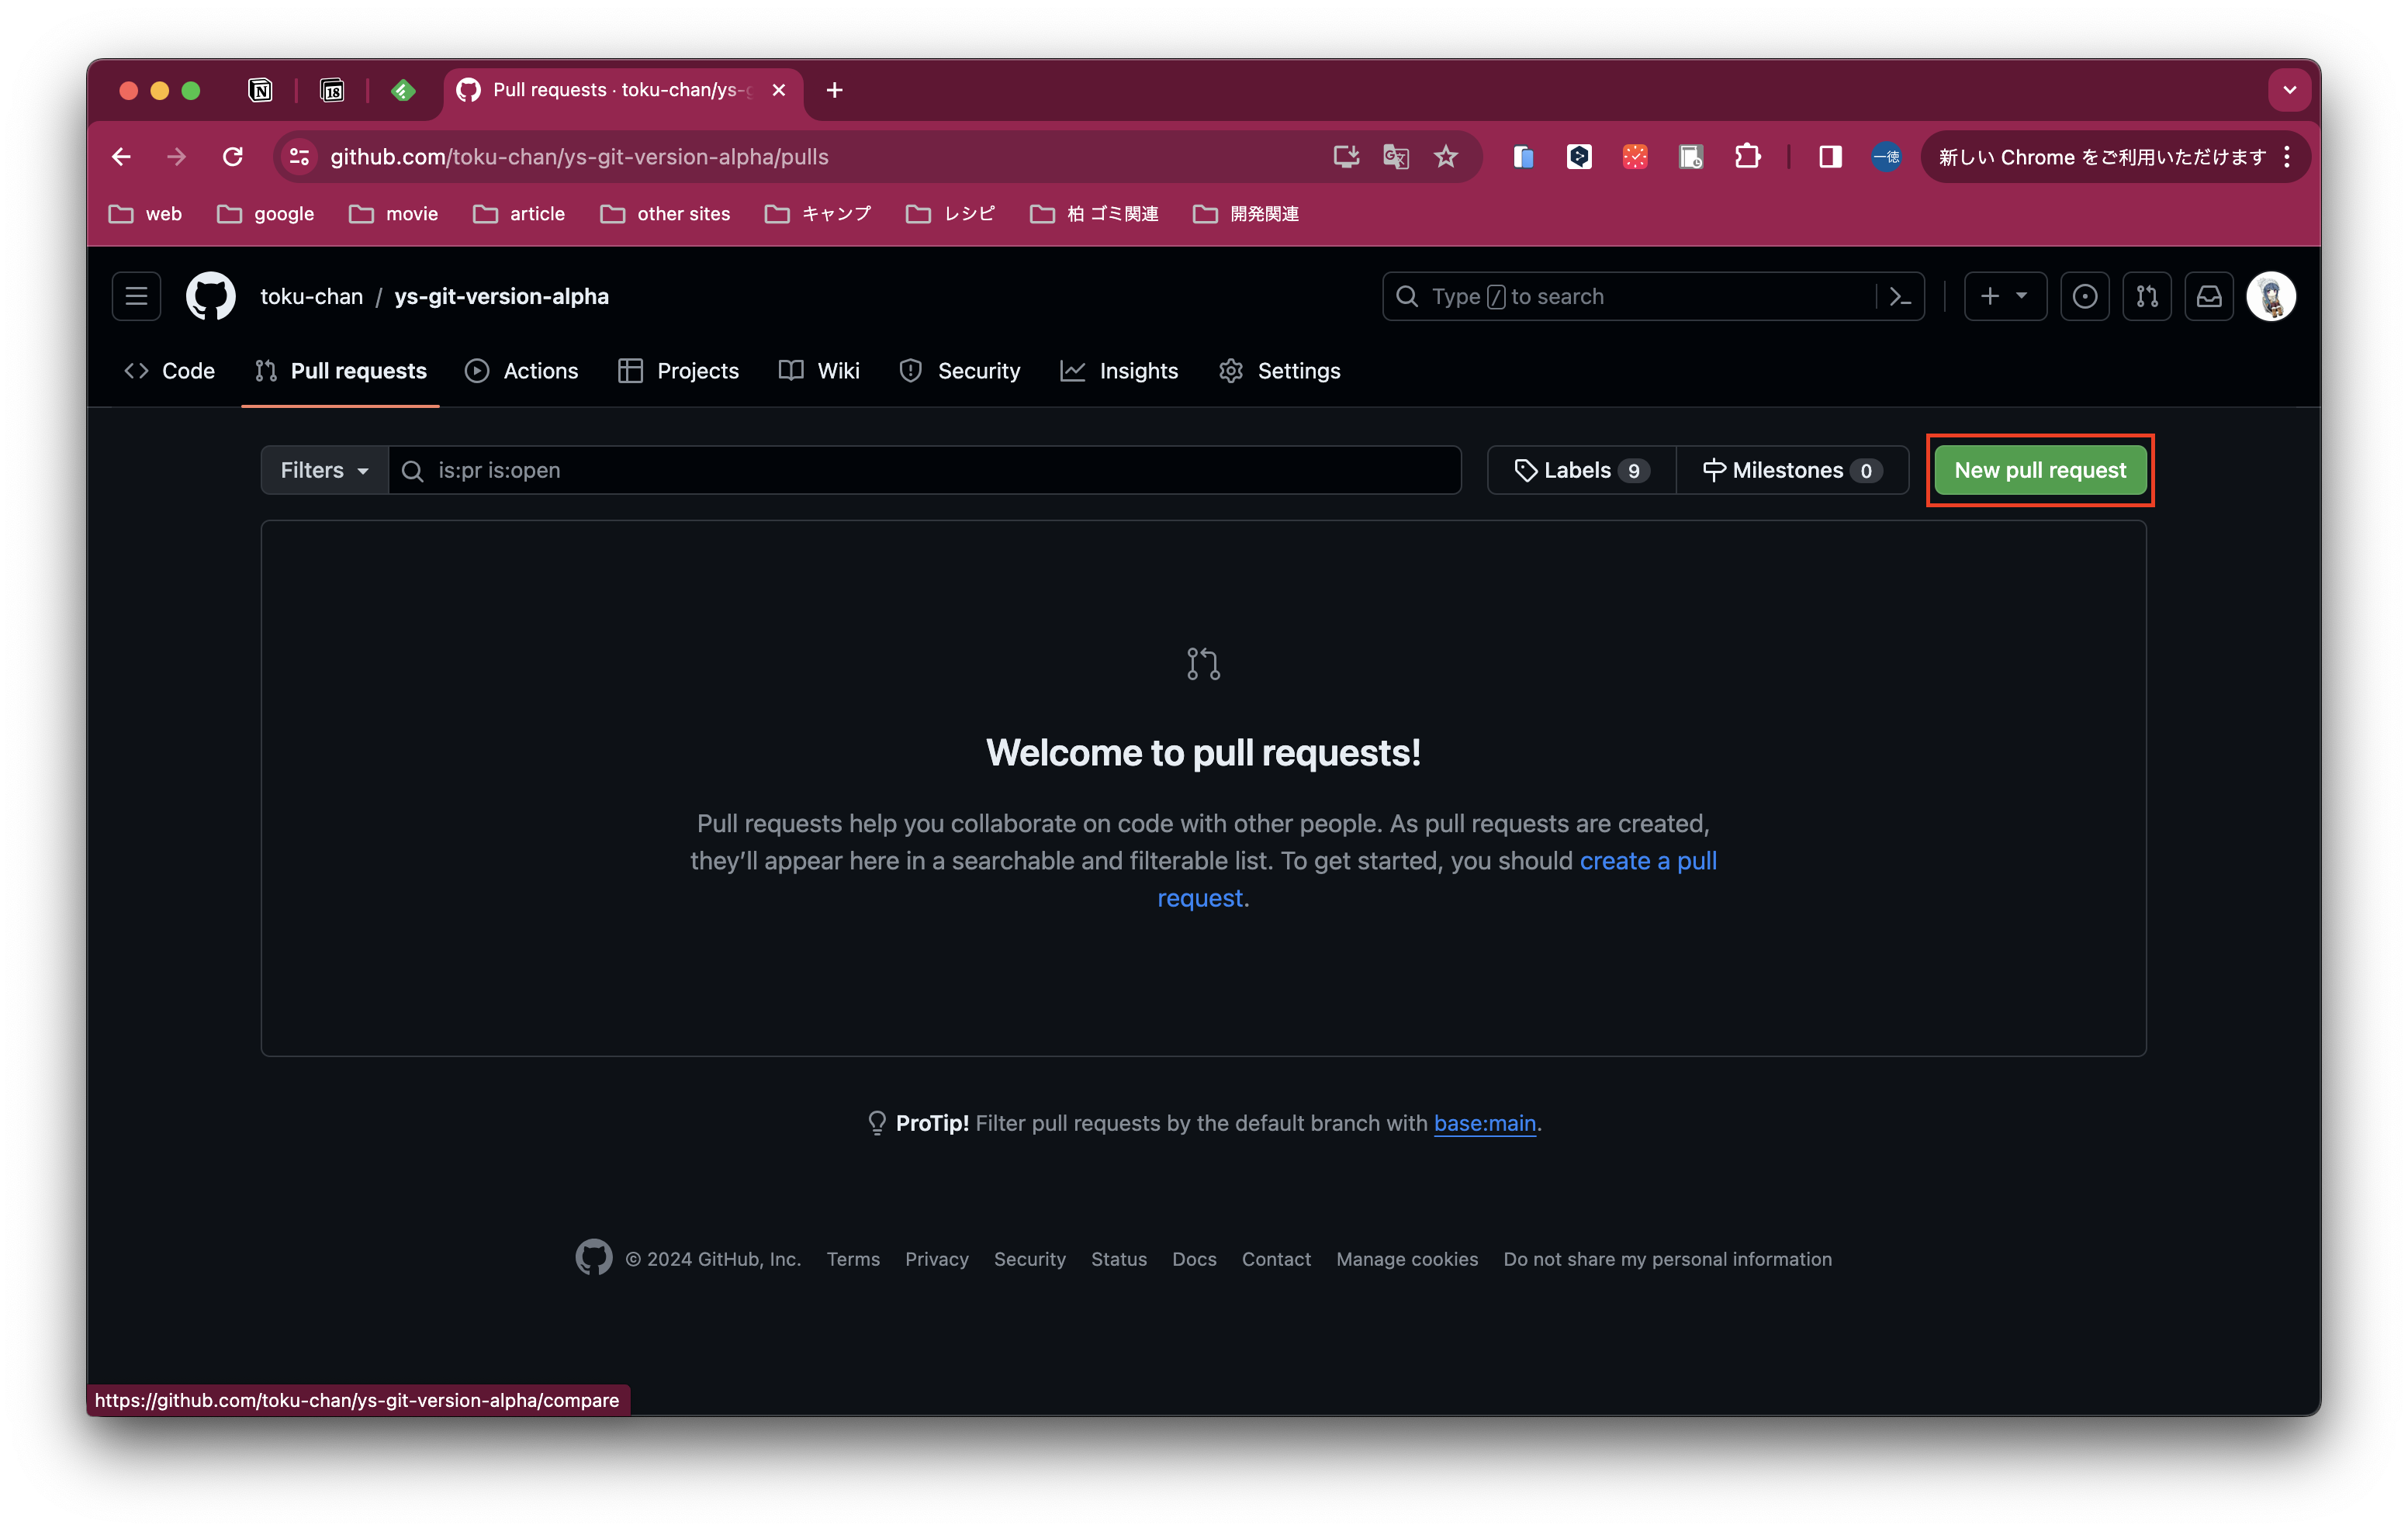 Pull requests · toku-chan/ys-g
github.com/toku-chan/ys-git-version-alpha/pulls
一徳
新しい Chrome をご利用いただけます
web google movie article other sites キャンプ レシピ 柏 ゴミ関連 開発関連
toku-chan / ys-git-version-alpha
Type / to search
Code Pull requests Actions Projects Wiki Security Insights Settings
Filters is:pr is:open Labels 9 Milestones 0 New pull request
Welcome to pull requests!
Pull requests help you collaborate on code with other people. As pull requests are created,
they’ll appear here in a searchable and filterable list. To get started, you should create a pull
request.
ProTip! Filter pull requests by the default branch with base:main.
© 2024 GitHub, Inc. Terms Privacy Security Status Docs Contact Manage cookies Do not share my personal information
https://github.com/toku-chan/ys-git-version-alpha/compare